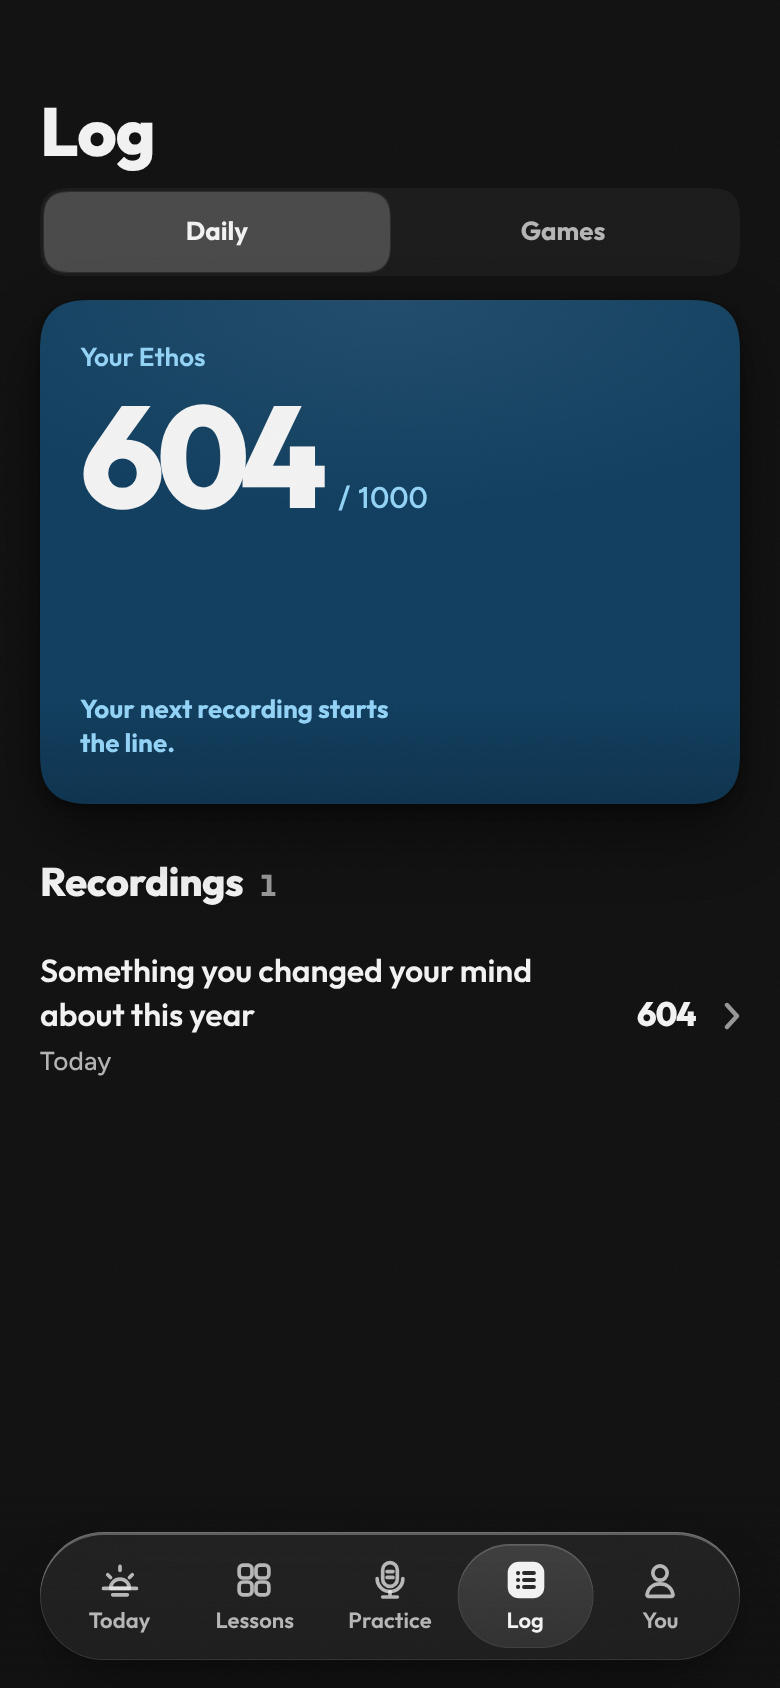 Log
Daily
Games
Your Ethos
604 / 1000
Your next recording starts
the line.
Recordings 1
Something you changed your mind
about this year
604
Today
Today
Lessons
Practice
Log
You